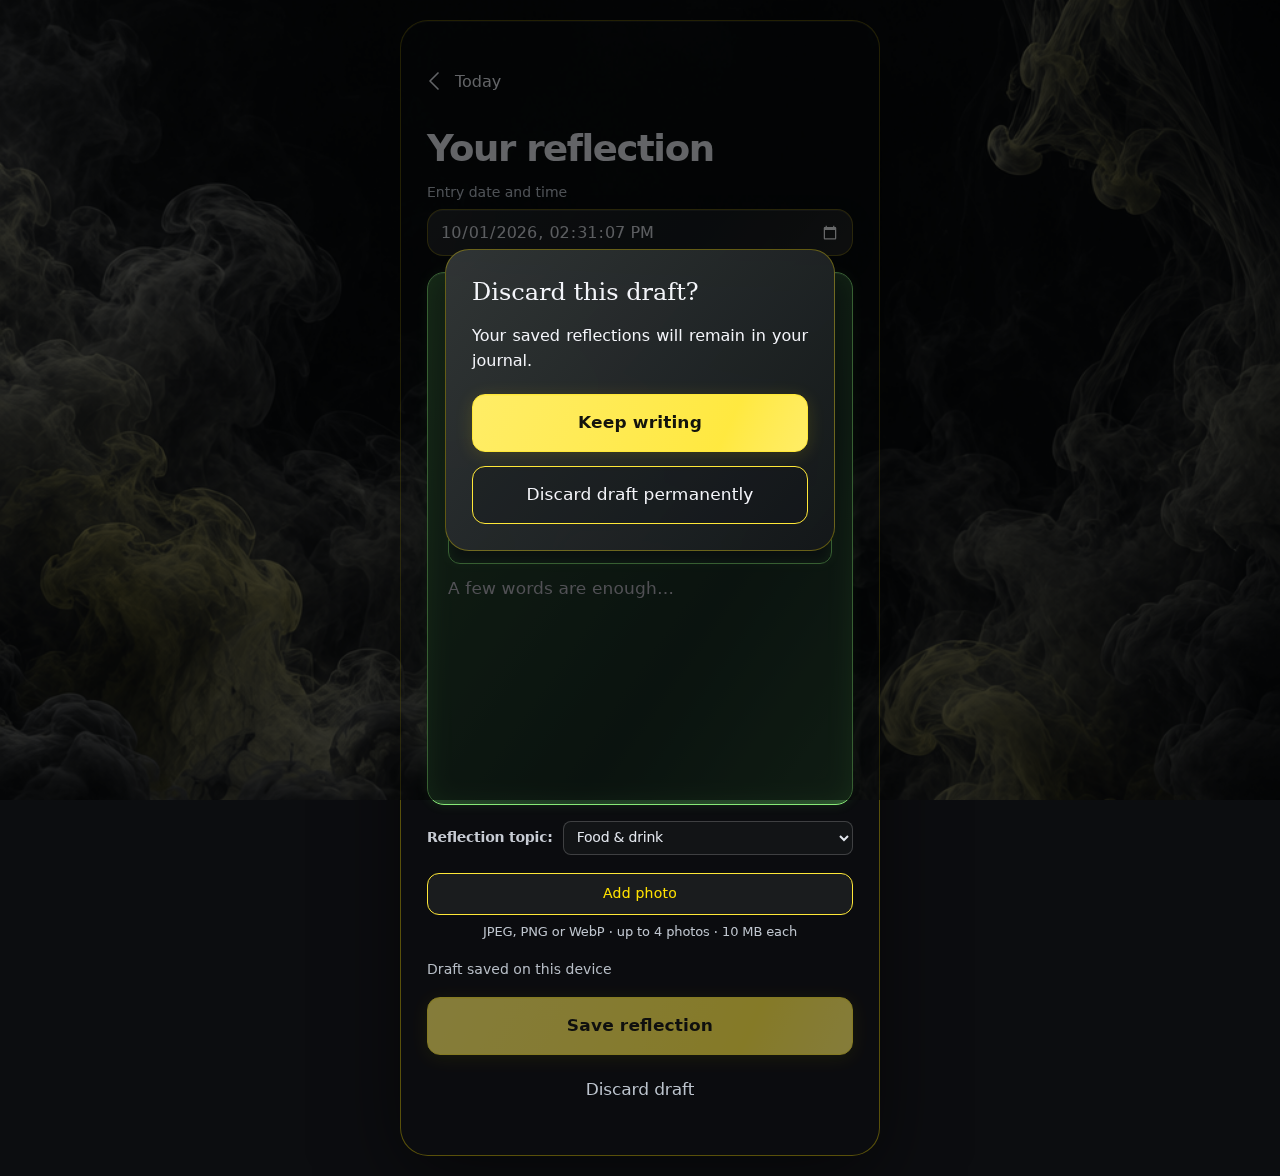 Today
Your reflection
Entry date and time
10/01/2026, 02:31:07 PM
Discard this draft?
Your saved reflections will remain in your
journal.
Keep writing
Discard draft permanently
A few words are enough...
Reflection topic: Food & drink
Add photo
JPEG, PNG or WebP · up to 4 photos · 10 MB each
Draft saved on this device
Save reflection
Discard draft